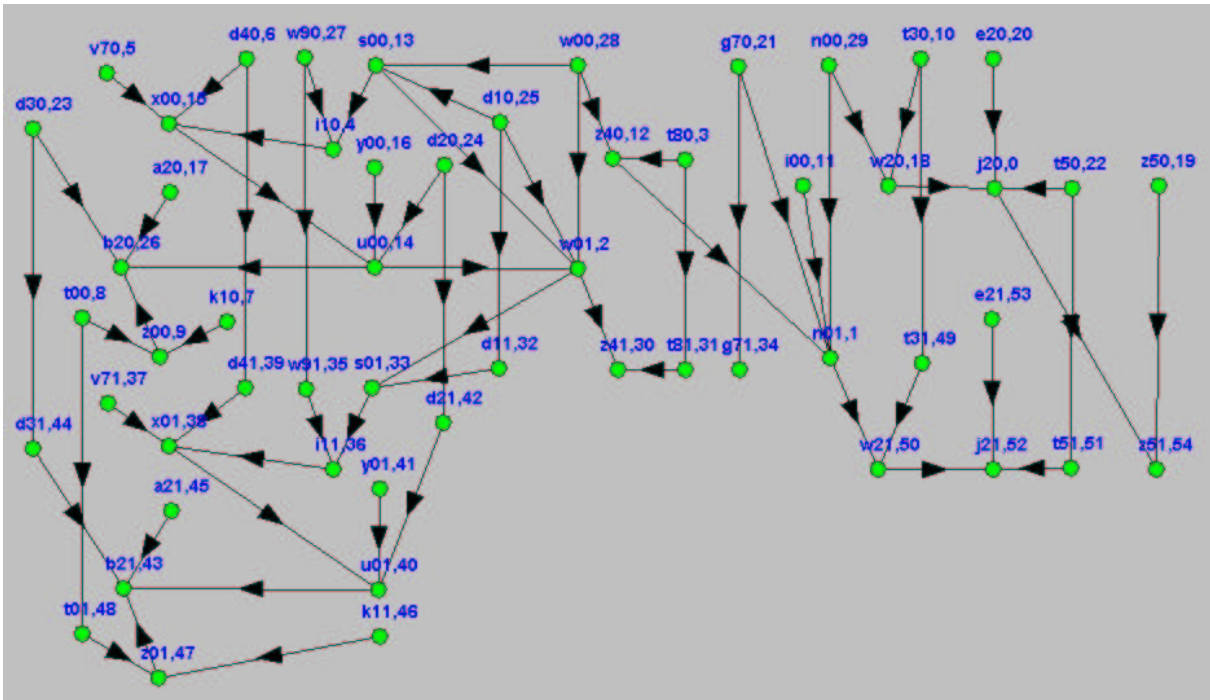 v70,5
d40,6
w90,27
s00,13
w00,28
g70,21
n00,29
t30,10
e20,20
d30,23
x00,15
i10,4
d10,25
y00,16
d20,24
z40,12
t80,3
i00,11
w20,18
j20,0
t50,22
z50,19
a20,17
b20,26
u00,14
w01,2
t00,8
z00,9
k10,7
e21,53
v71,37
d41,39
w91,35
s01,33
d11,32
z41,30
t81,31
g71,34
n01,1
t31,49
d31,44
x01,38
i11,36
d21,42
y01,41
w21,50
j21,52
t51,51
z51,54
a21,45
b21,43
u01,40
t01,48
z01,47
k11,46